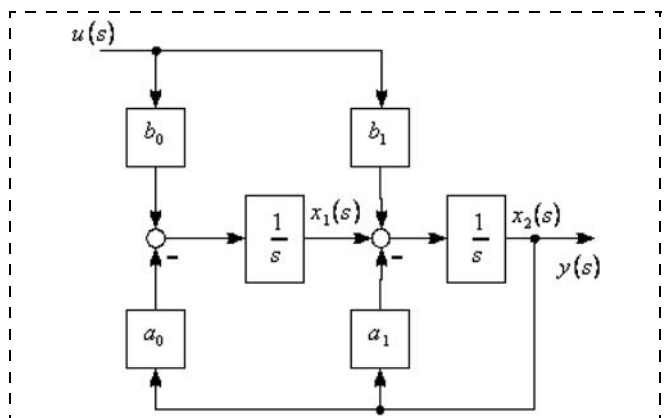 u(s)
b₀
b₁
1/s
x₁(s)
1/s
x₂(s)
-
-
y(s)
a₀
a₁